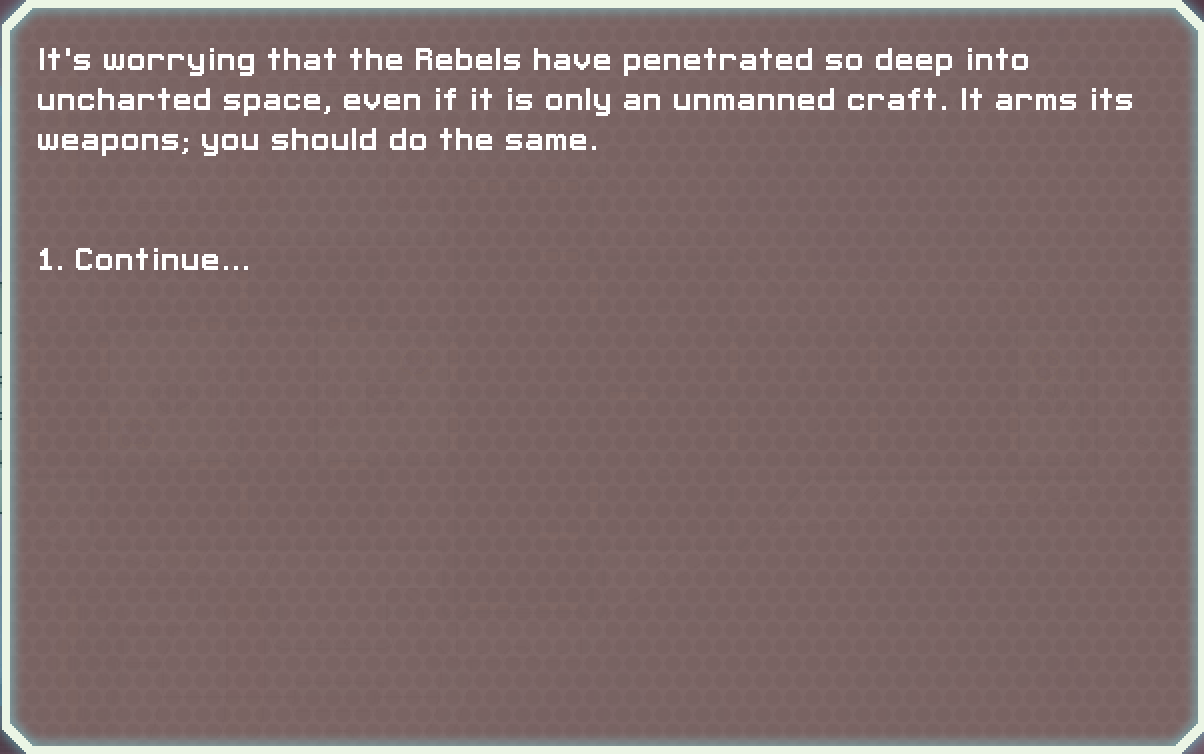 It's worrying that the Rebels have penetrated so deep into
uncharted space, even if it is only an unmanned craft. It arms its
weapons; you should do the same.
1. Continue...